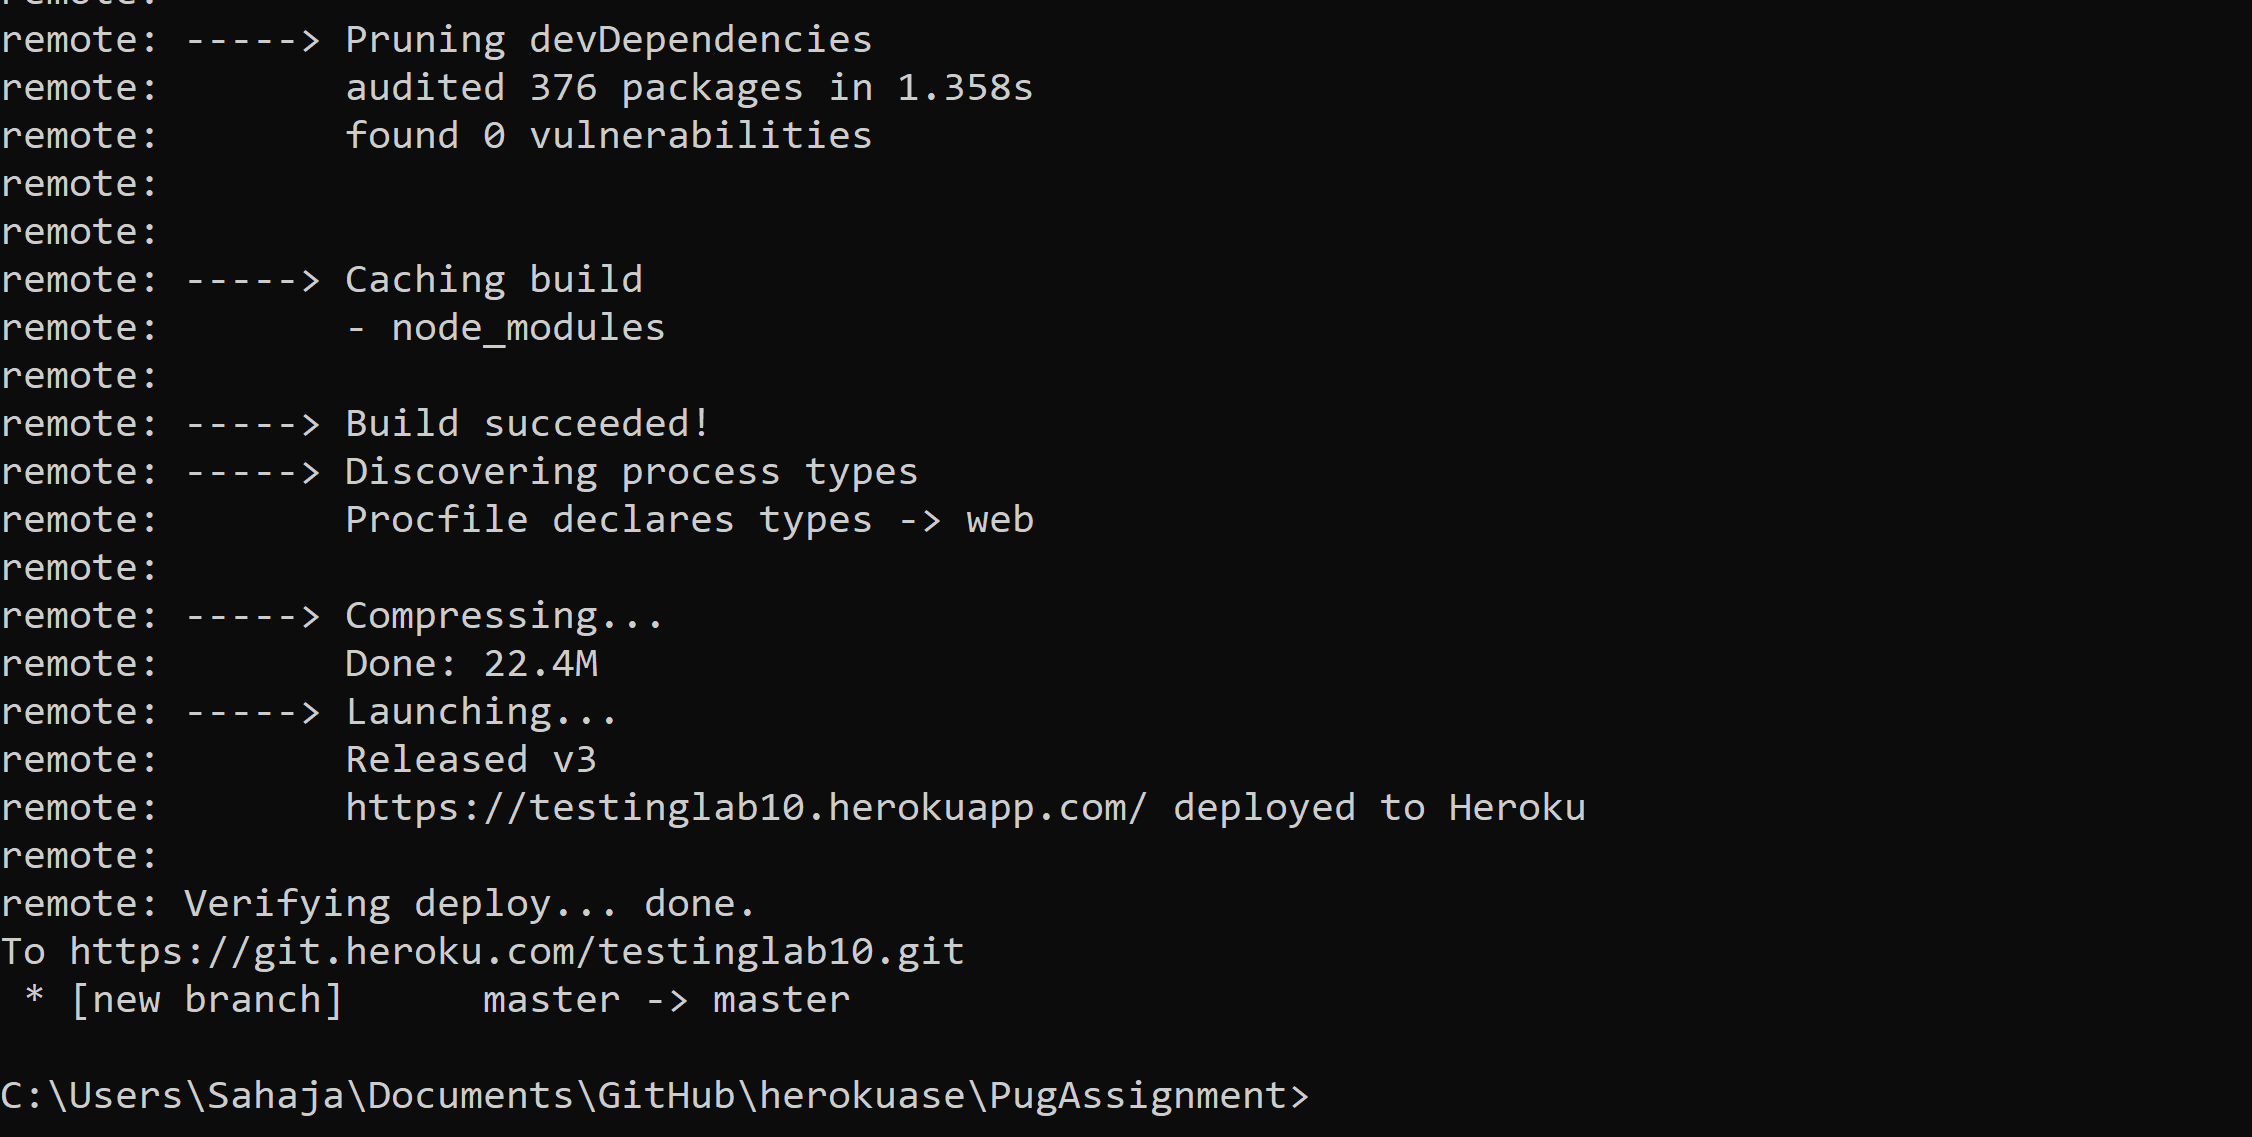 remote:
remote: -----> Pruning devDependencies
remote:        audited 376 packages in 1.358s
remote:        found 0 vulnerabilities
remote:
remote:
remote: -----> Caching build
remote:        - node_modules
remote:
remote: -----> Build succeeded!
remote: -----> Discovering process types
remote:        Procfile declares types -> web
remote:
remote: -----> Compressing...
remote:        Done: 22.4M
remote: -----> Launching...
remote:        Released v3
remote:        https://testinglab10.herokuapp.com/ deployed to Heroku
remote:
remote: Verifying deploy... done.
To https://git.heroku.com/testinglab10.git
 * [new branch]      master -> master
C:\Users\Sahaja\Documents\GitHub\herokuase\PugAssignment>